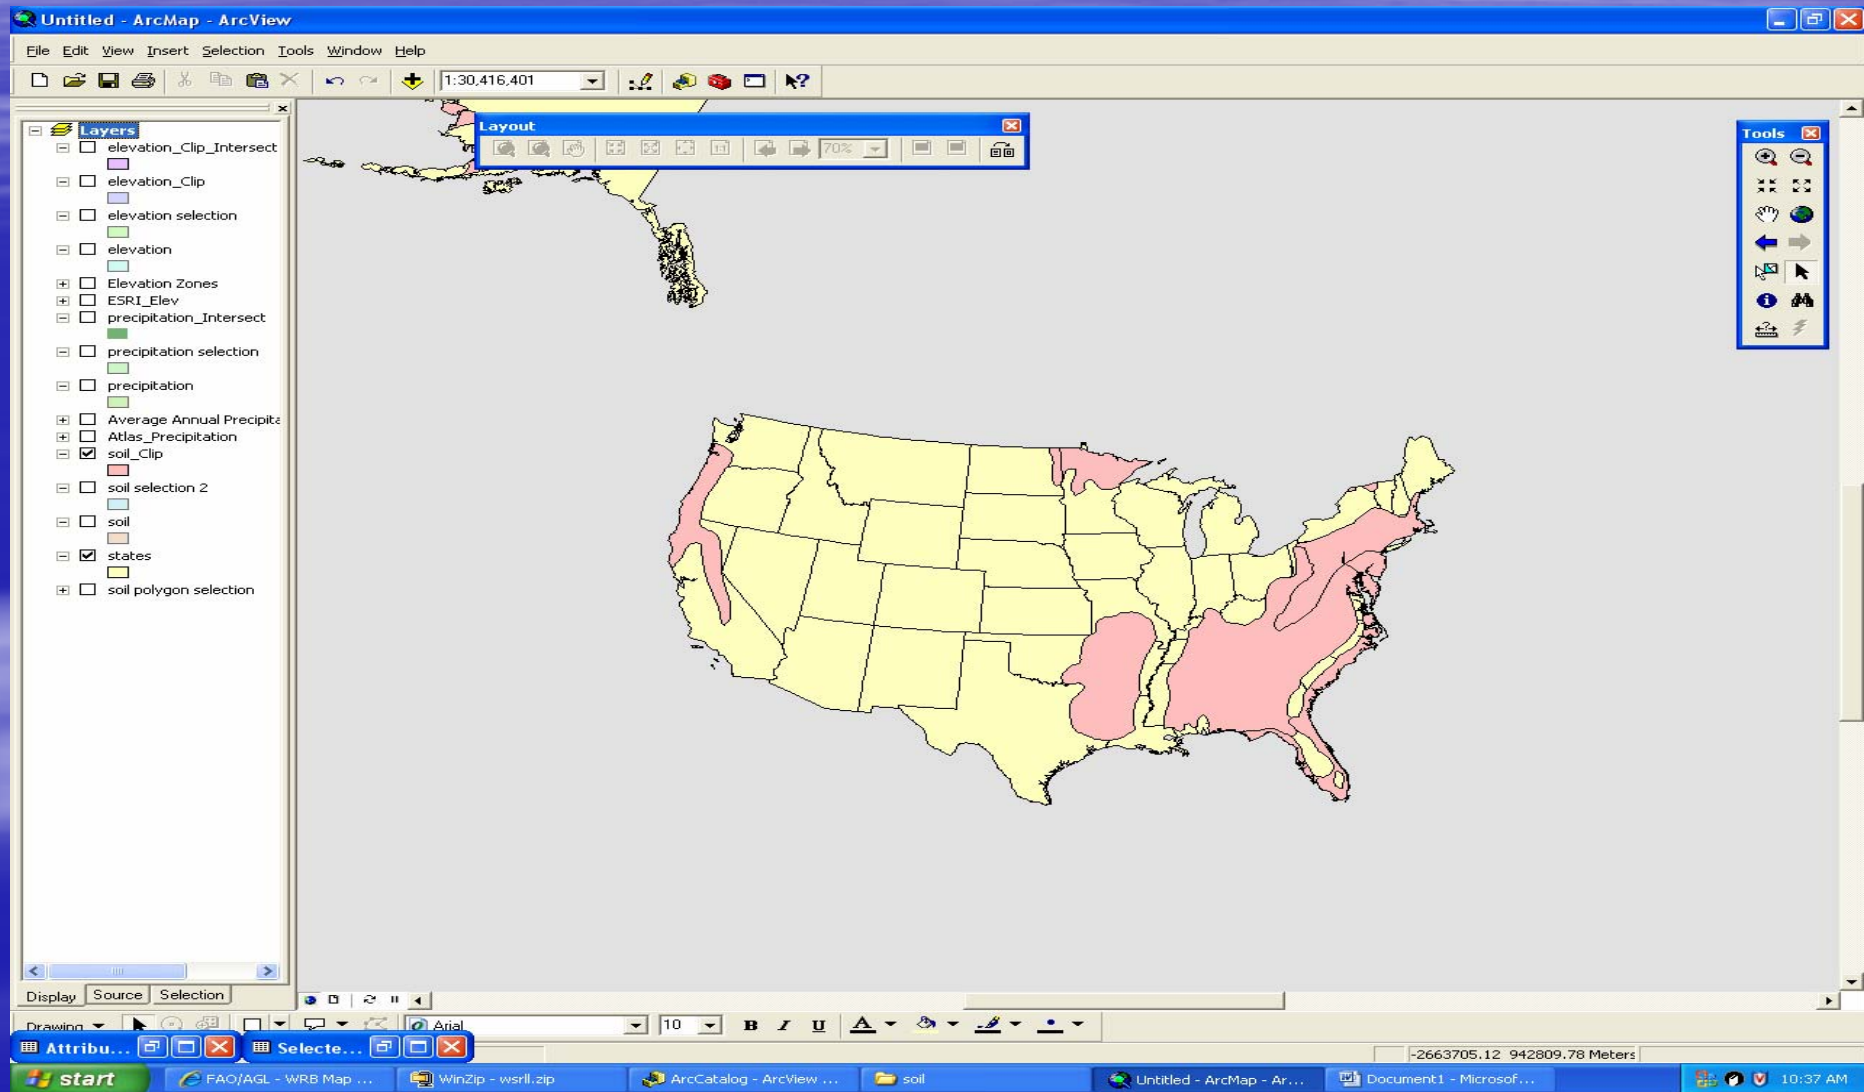 Untitled - ArcMap - ArcView
File Edit View Insert Selection Tools Window Help
1:30,416,401
Layers
elevation_Clip_Intersect
elevation_Clip
elevation selection
elevation
Elevation Zones
ESRI_Elev
precipitation_Intersect
precipitation selection
precipitation
Average Annual Precipita
Atlas_Precipitation
soil_Clip
soil selection 2
soil
states
soil polygon selection
Layout
1:1
70%
Tools
Display Source Selection
Drawing Arial 10 B I U A
Attribu... Selecte...
-2663705.12 942809.78 Meters
start FAO/AGL - WRB Map ... WinZip - wsrll.zip ArcCatalog - ArcView ... soil Untitled - ArcMap - Ar... Document1 - Microsof... 10:37 AM